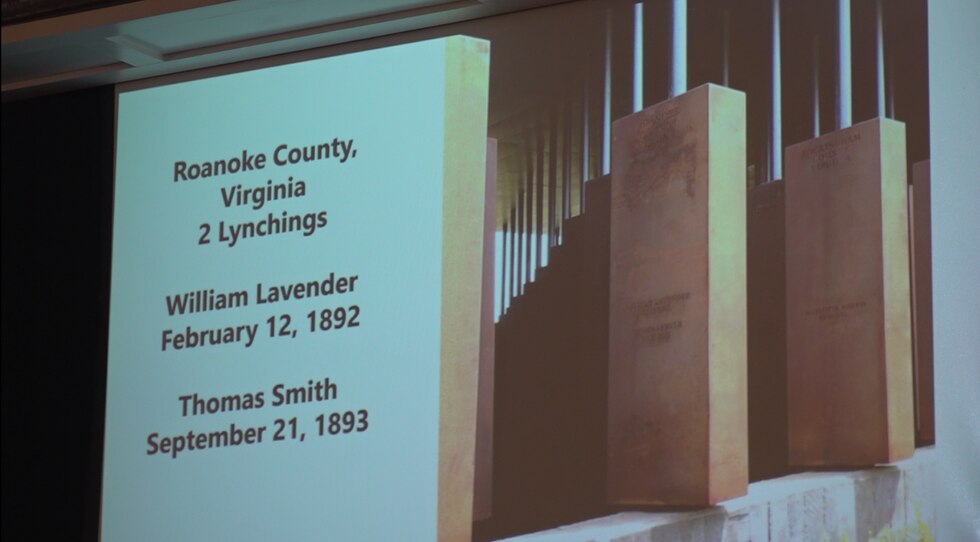 Roanoke County,
Virginia
2 Lynchings
William Lavender
February 12, 1892
Thomas Smith
September 21, 1893